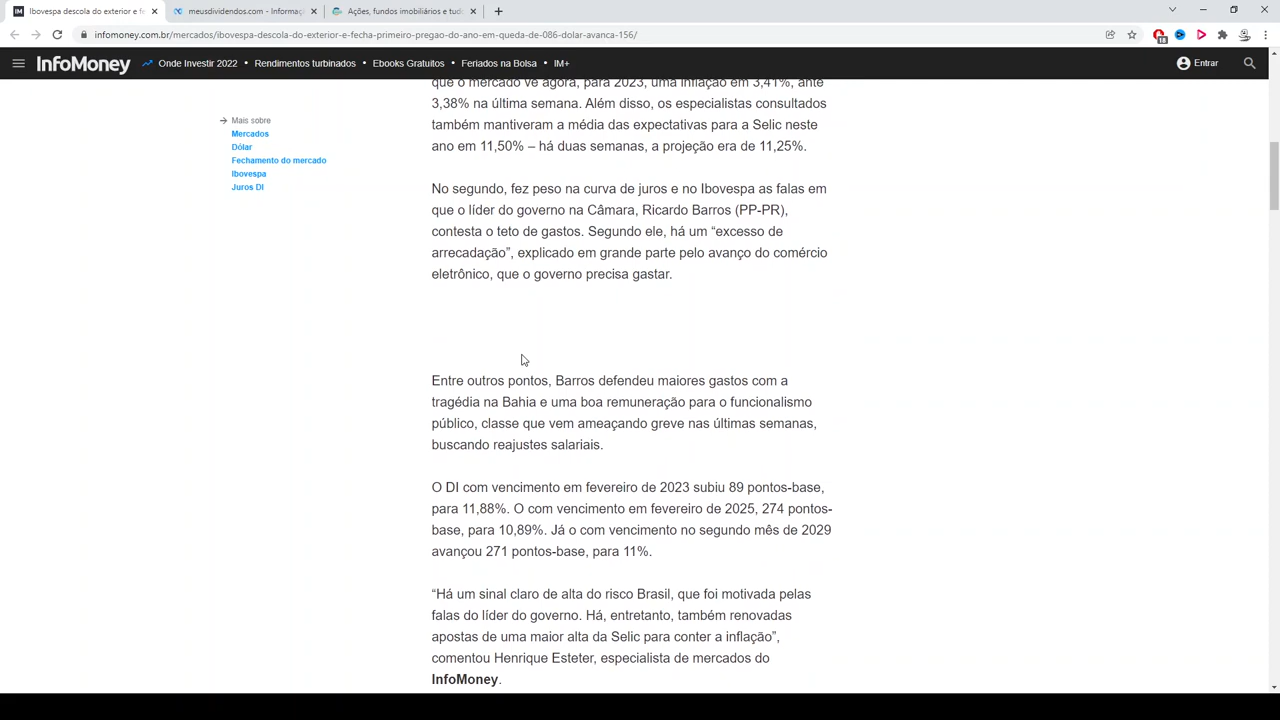 Ibovespa descola do exterior e fe
meusdividendos.com - Informaç
Ações, fundos imobiliários e tudo
infomoney.com.br/mercados/ibovespa-descola-do-exterior-e-fecha-primeiro-pregao-do-ano-em-queda-de-086-dolar-avanca-156/
InfoMoney
Onde Investir 2022 • Rendimentos turbinados • Ebooks Gratuitos • Feriados na Bolsa • IM+
Entrar
que o mercado vê agora, para 2023, uma inflação em 3,41%, ante
3,38% na última semana. Além disso, os especialistas consultados
também mantiveram a média das expectativas para a Selic neste
ano em 11,50% – há duas semanas, a projeção era de 11,25%.
Mais sobre
Mercados
Dólar
Fechamento do mercado
Ibovespa
Juros DI
No segundo, fez peso na curva de juros e no Ibovespa as falas em
que o líder do governo na Câmara, Ricardo Barros (PP-PR),
contesta o teto de gastos. Segundo ele, há um “excesso de
arrecadação”, explicado em grande parte pelo avanço do comércio
eletrônico, que o governo precisa gastar.
Entre outros pontos, Barros defendeu maiores gastos com a
tragédia na Bahia e uma boa remuneração para o funcionalismo
público, classe que vem ameaçando greve nas últimas semanas,
buscando reajustes salariais.
O DI com vencimento em fevereiro de 2023 subiu 89 pontos-base,
para 11,88%. O com vencimento em fevereiro de 2025, 274 pontos-
base, para 10,89%. Já o com vencimento no segundo mês de 2029
avançou 271 pontos-base, para 11%.
“Há um sinal claro de alta do risco Brasil, que foi motivada pelas
falas do líder do governo. Há, entretanto, também renovadas
apostas de uma maior alta da Selic para conter a inflação”,
comentou Henrique Esteter, especialista de mercados do
InfoMoney.